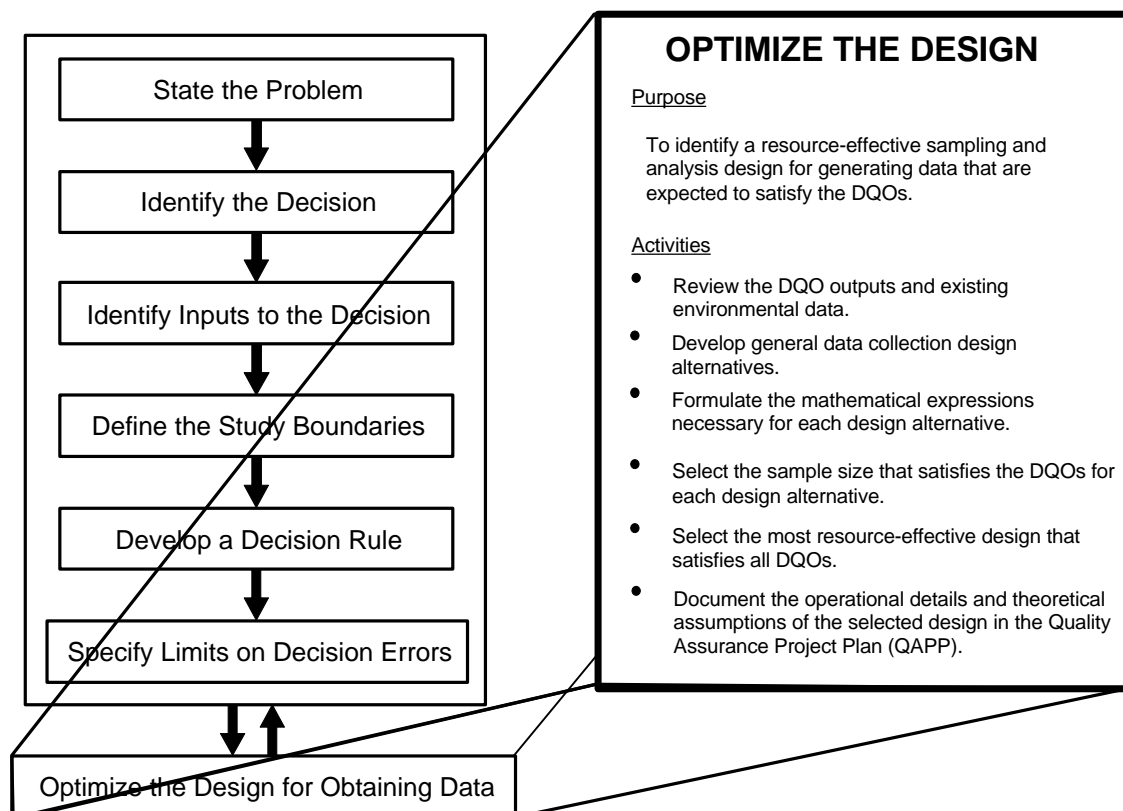 State the Problem
Identify the Decision
Identify Inputs to the Decision
Define the Study Boundaries
Develop a Decision Rule
Specify Limits on Decision Errors
Optimize the Design for Obtaining Data
OPTIMIZE THE DESIGN
Purpose
To identify a resource-effective sampling and
analysis design for generating data that are
expected to satisfy the DQOs.
Activities
• Review the DQO outputs and existing
environmental data.
• Develop general data collection design
alternatives.
• Formulate the mathematical expressions
necessary for each design alternative.
• Select the sample size that satisfies the DQOs for
each design alternative.
• Select the most resource-effective design that
satisfies all DQOs.
• Document the operational details and theoretical
assumptions of the selected design in the Quality
Assurance Project Plan (QAPP).